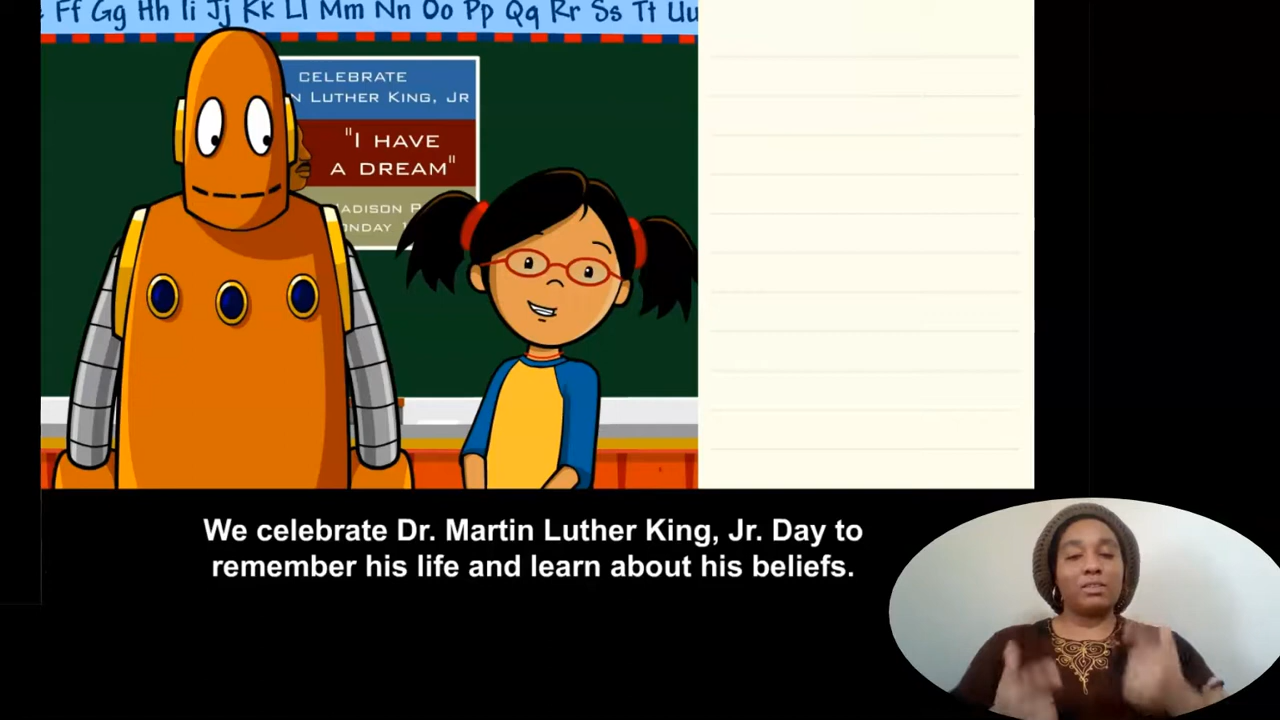 Ff Gg Hh Ii Jj Kk Ll Mm Nn Oo Pp Qq Rr Ss Tt Uu
CELEBRATE
LUTHER KING, JR
"I HAVE
A DREAM"
We celebrate Dr. Martin Luther King, Jr. Day to
remember his life and learn about his beliefs.